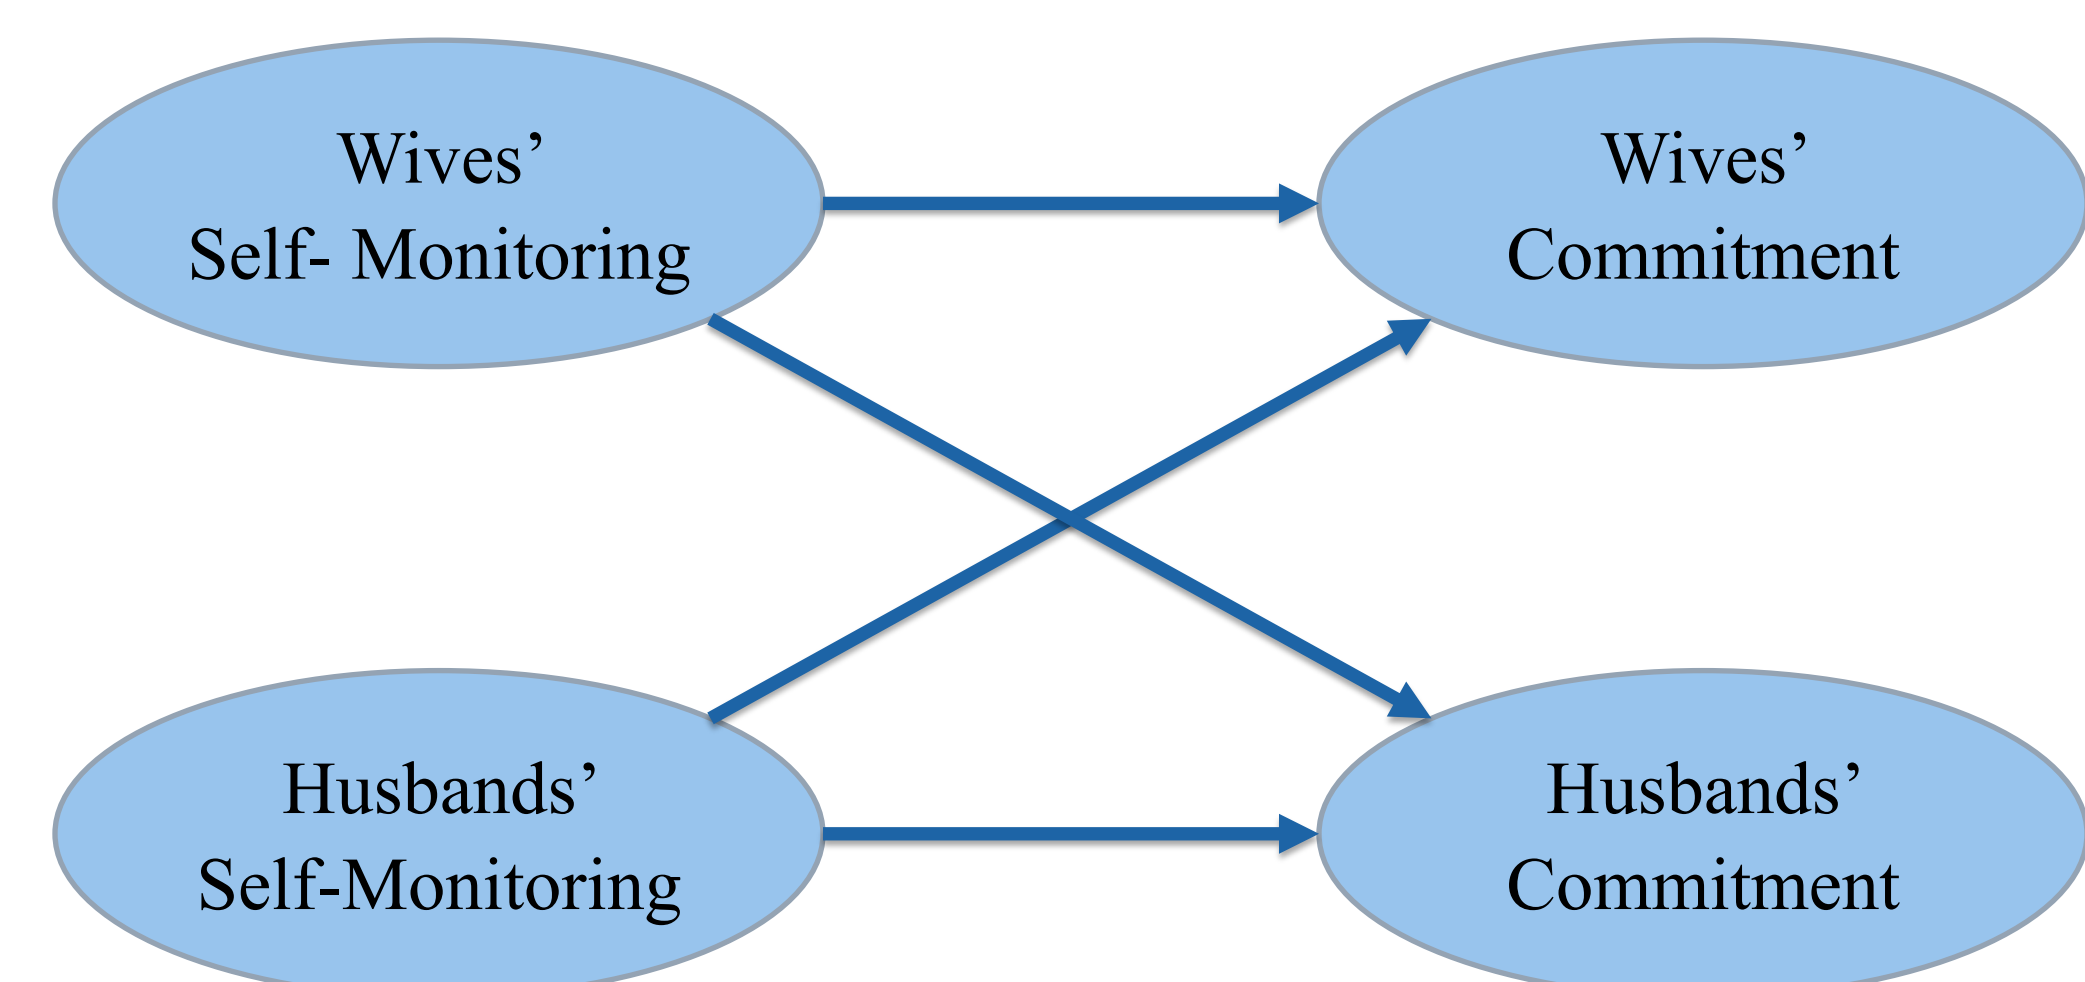 Wives’
Self- Monitoring
Wives’
Commitment
Husbands’
Self-Monitoring
Husbands’
Commitment